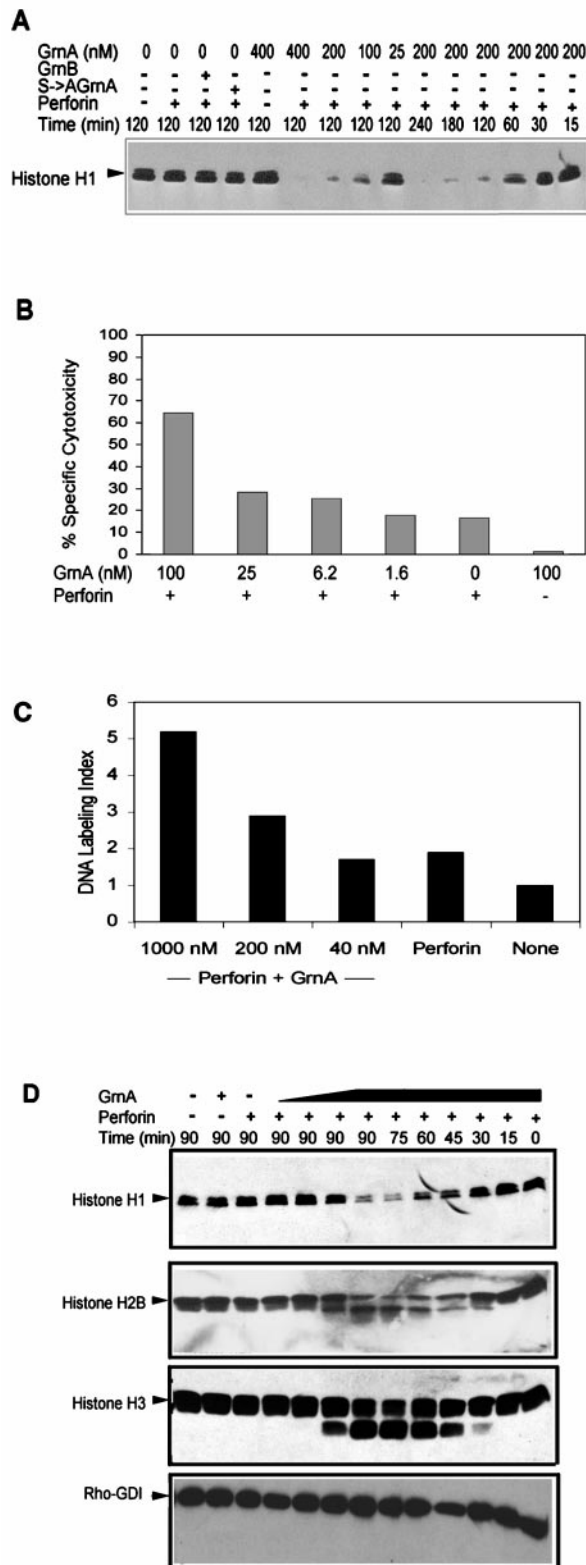 A
GrnA (nM) 0 0 0 0 400 400 200 100 25 200 200 200 200 200 200
GrnB - - + - - - - - - - - - - - -
S->AGrnA - - - + - - - - - - - - - - -
Perforin - + + + - + + + + + + + + + +
Time (min) 120 120 120 120 120 120 120 120 120 240 180 120 60 30 15
Histone H1
B
% Specific Cytotoxicity
100
90
80
70
60
50
40
30
20
10
0
GrnA (nM) 100 25 6.2 1.6 0 100
Perforin + + + + + -
C
DNA Labeling Index
6
5
4
3
2
1
0
1000 nM 200 nM 40 nM Perforin None
— Perforin + GrnA —
D
GrnA - + -
Perforin - - + + + + + + + + + + +
Time (min) 90 90 90 90 90 90 90 75 60 45 30 15 0
Histone H1
Histone H2B
Histone H3
Rho-GDI